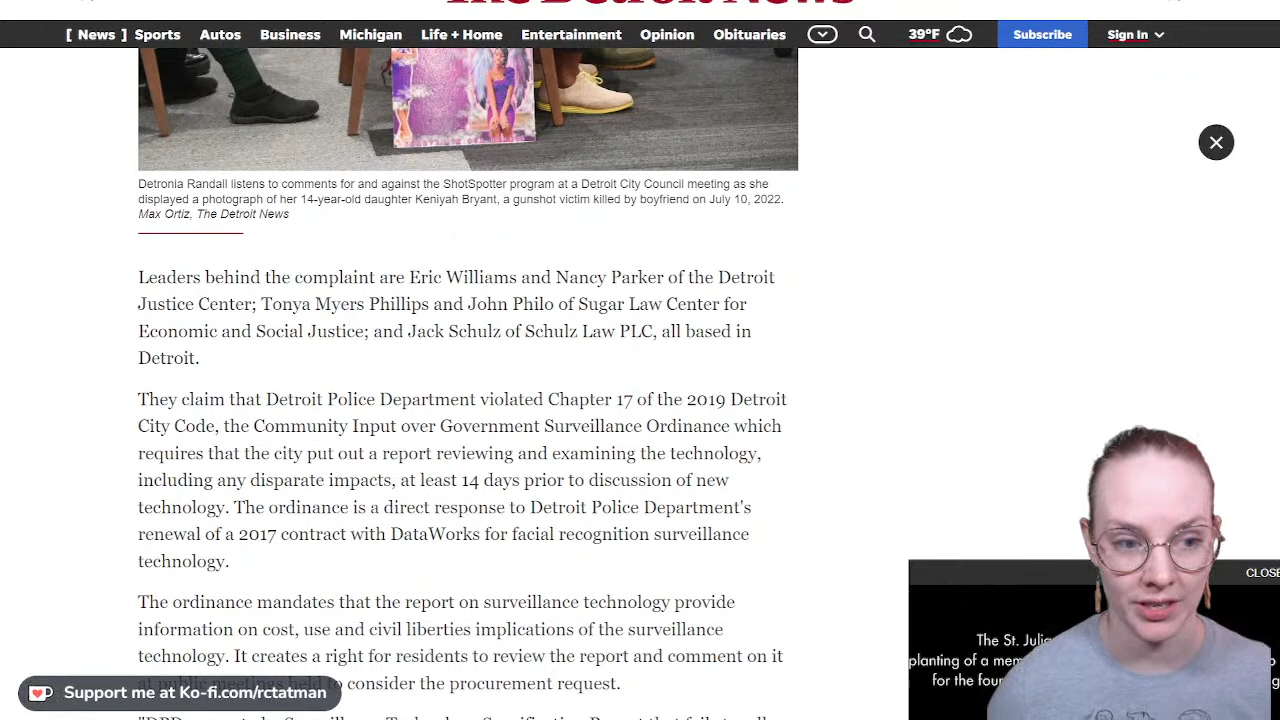 The Detroit News
[ News ] Sports Autos Business Michigan Life + Home Entertainment Opinion Obituaries 39°F Subscribe Sign In
Detronia Randall listens to comments for and against the ShotSpotter program at a Detroit City Council meeting as she
displayed a photograph of her 14-year-old daughter Keniyah Bryant, a gunshot victim killed by boyfriend on July 10, 2022.
Max Ortiz, The Detroit News
Leaders behind the complaint are Eric Williams and Nancy Parker of the Detroit
Justice Center; Tonya Myers Phillips and John Philo of Sugar Law Center for
Economic and Social Justice; and Jack Schulz of Schulz Law PLC, all based in
Detroit.
They claim that Detroit Police Department violated Chapter 17 of the 2019 Detroit
City Code, the Community Input over Government Surveillance Ordinance which
requires that the city put out a report reviewing and examining the technology,
including any disparate impacts, at least 14 days prior to discussion of new
technology. The ordinance is a direct response to Detroit Police Department's
renewal of a 2017 contract with DataWorks for facial recognition surveillance
technology.
The ordinance mandates that the report on surveillance technology provide
information on cost, use and civil liberties implications of the surveillance
technology. It creates a right for residents to review the report and comment on it
at public meetings held to consider the procurement request.
CLOSE
The St.
planting of a
for the
Support me at Ko-fi.com/rctatman